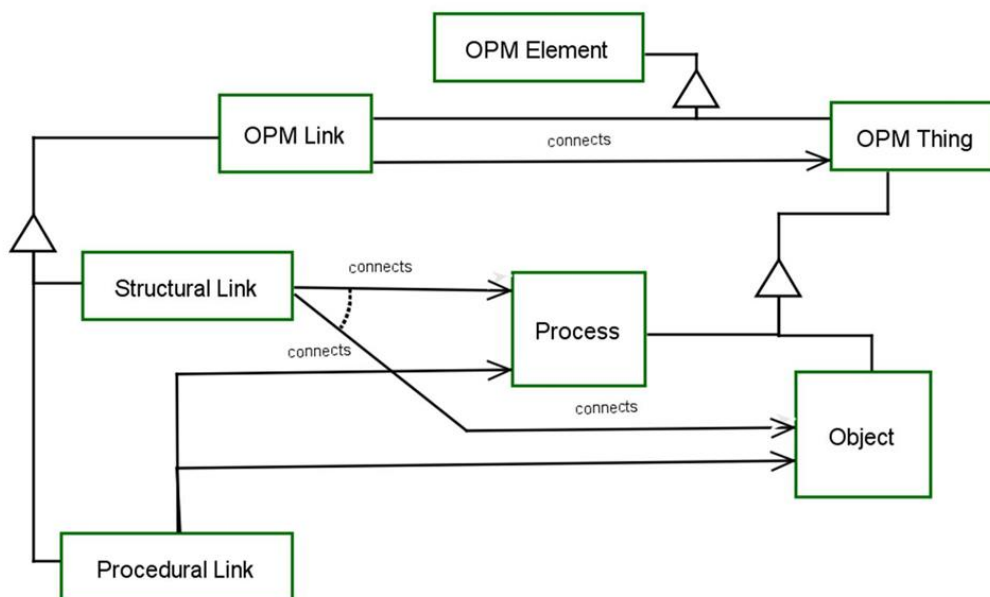 OPM Element
OPM Link
connects
OPM Thing
connects
Structural Link
Process
connects
connects
Object
Procedural Link